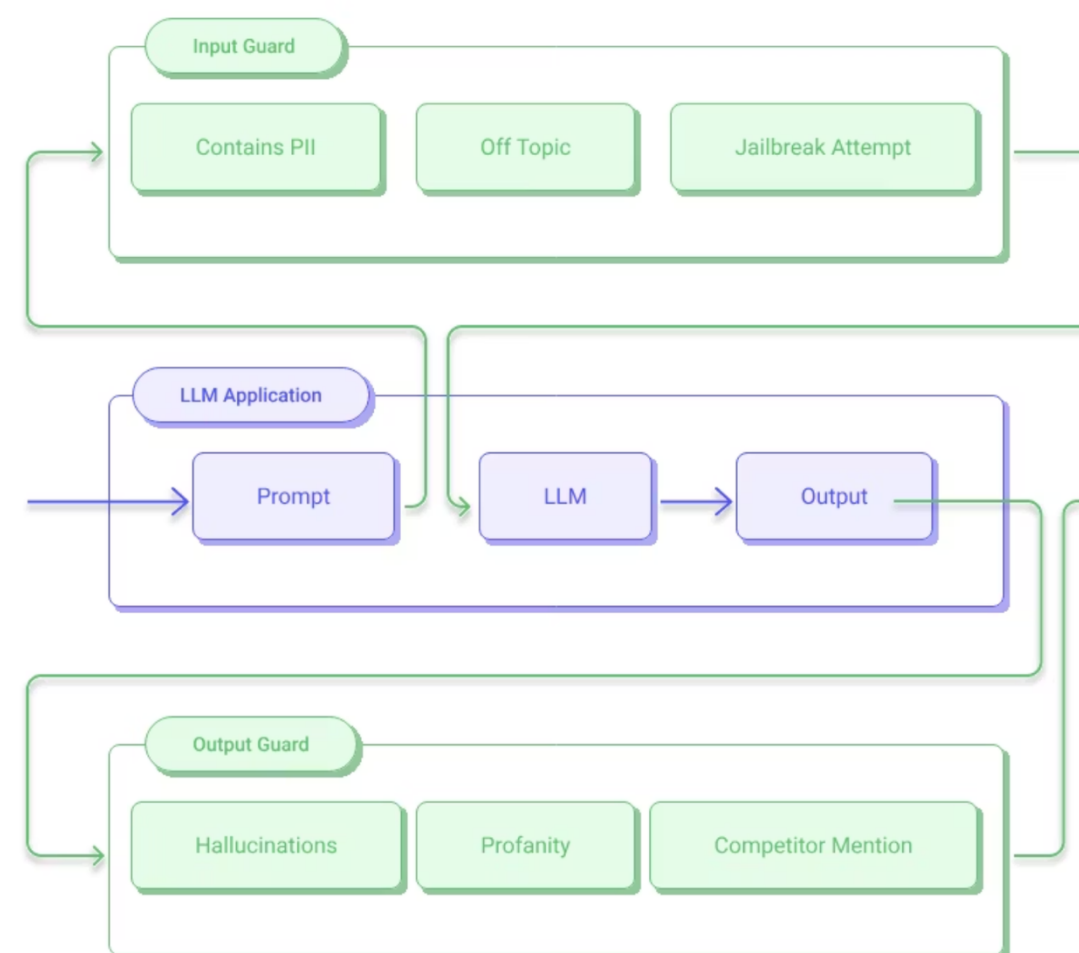 Input Guard
Contains PII
Off Topic
Jailbreak Attempt
LLM Application
Prompt
LLM
Output
Output Guard
Hallucinations
Profanity
Competitor Mention